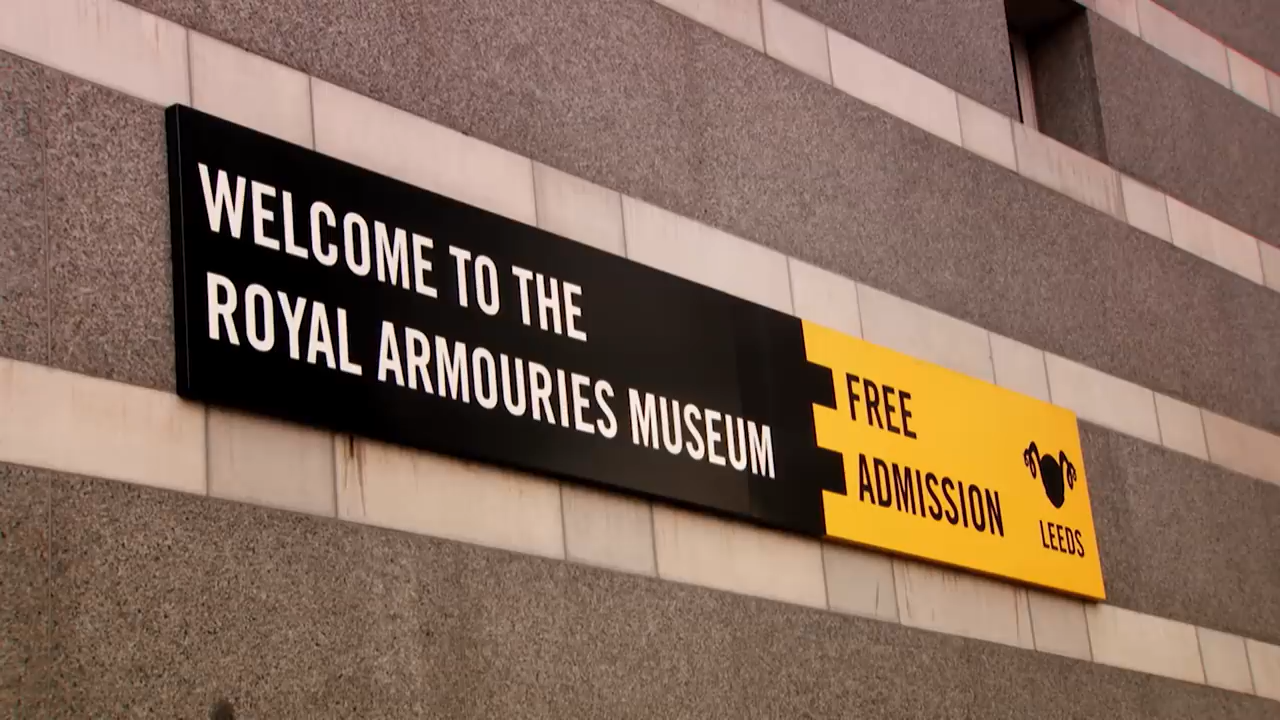 WELCOME TO THE
ROYAL ARMOURIES MUSEUM
FREE
ADMISSION
LEEDS